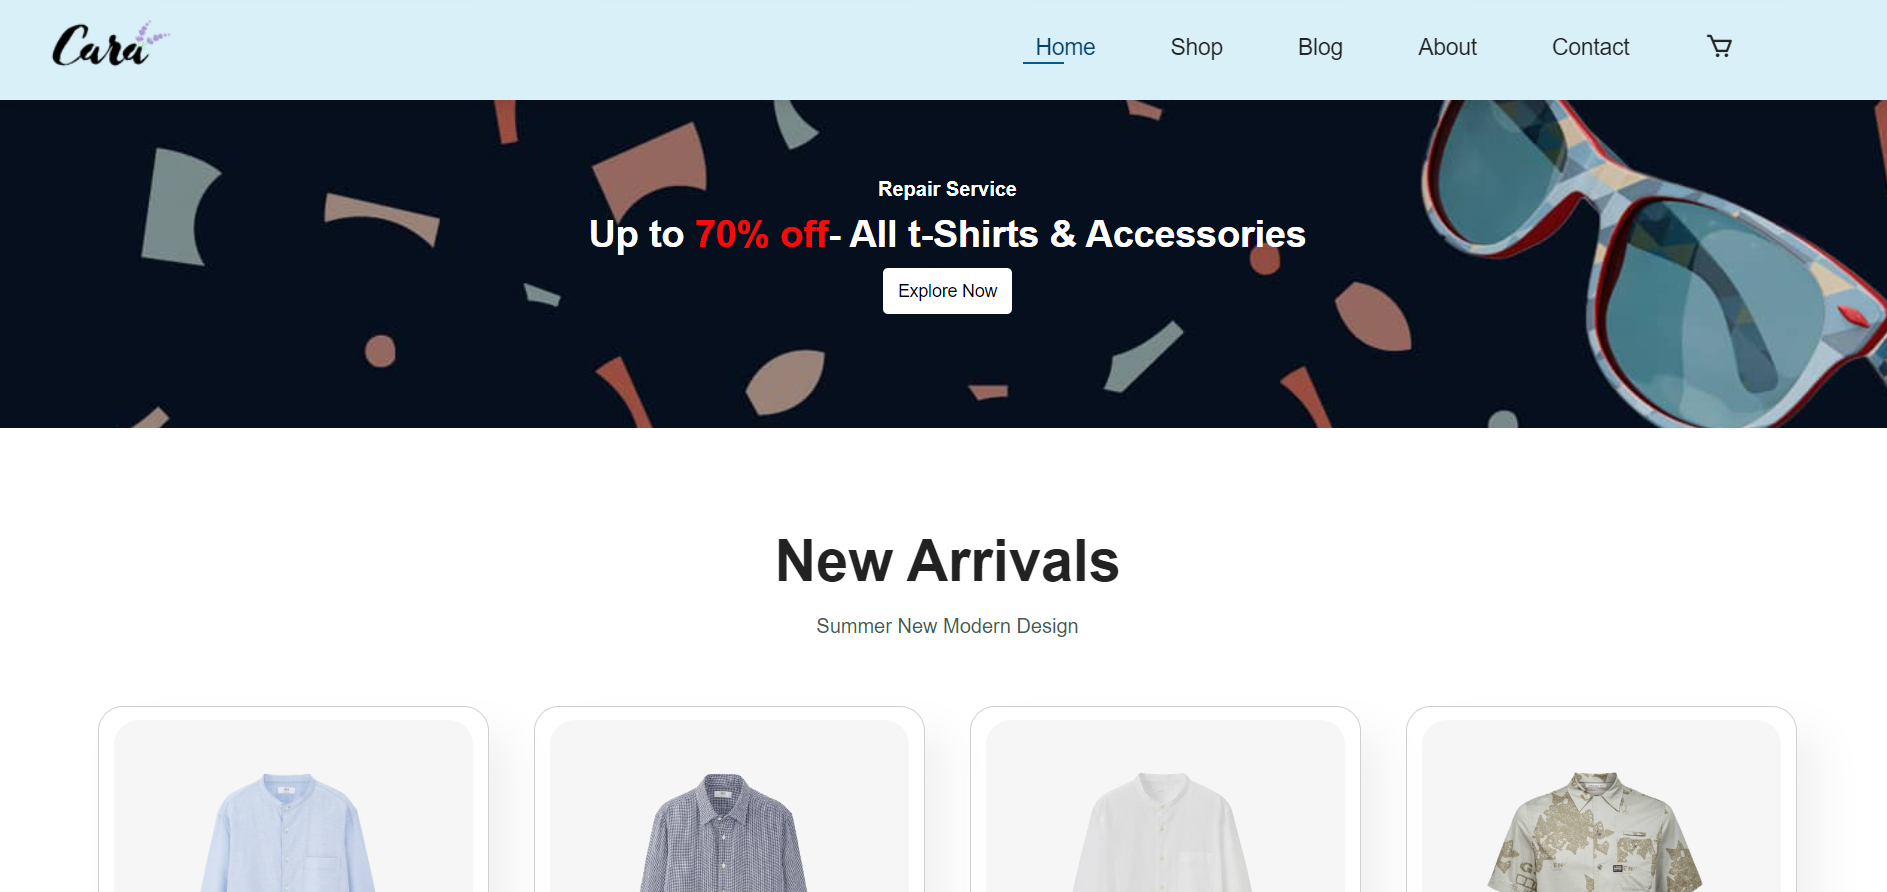 Cara
Home Shop Blog About Contact
Repair Service
Up to 70% off- All t-Shirts & Accessories
Explore Now
New Arrivals
Summer New Modern Design